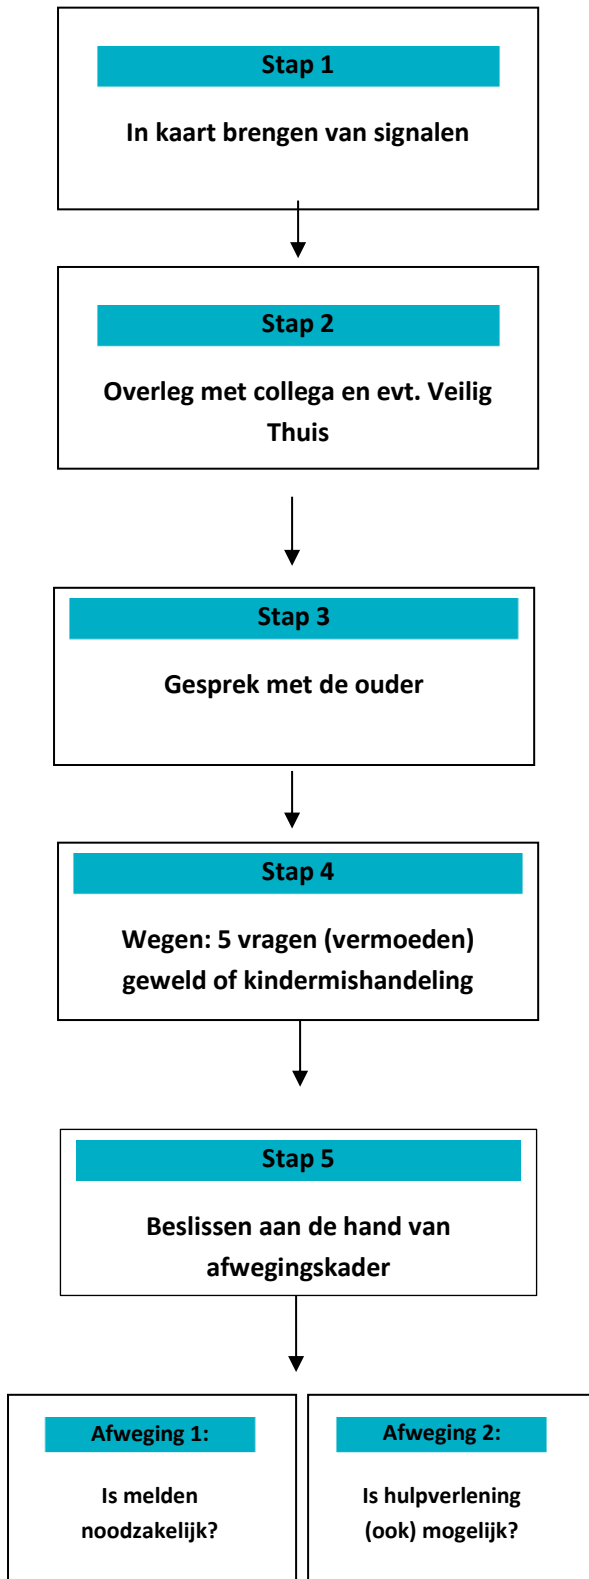 Stap 1
In kaart brengen van signalen
Stap 2
Overleg met collega en evt. Veilig
Thuis
Stap 3
Gesprek met de ouder
Stap 4
Wegen: 5 vragen (vermoeden)
geweld of kindermishandeling
Stap 5
Beslissen aan de hand van
afwegingskader
Afweging 1:
Is melden
noodzakelijk?
Afweging 2:
Is hulpverlening
(ook) mogelijk?